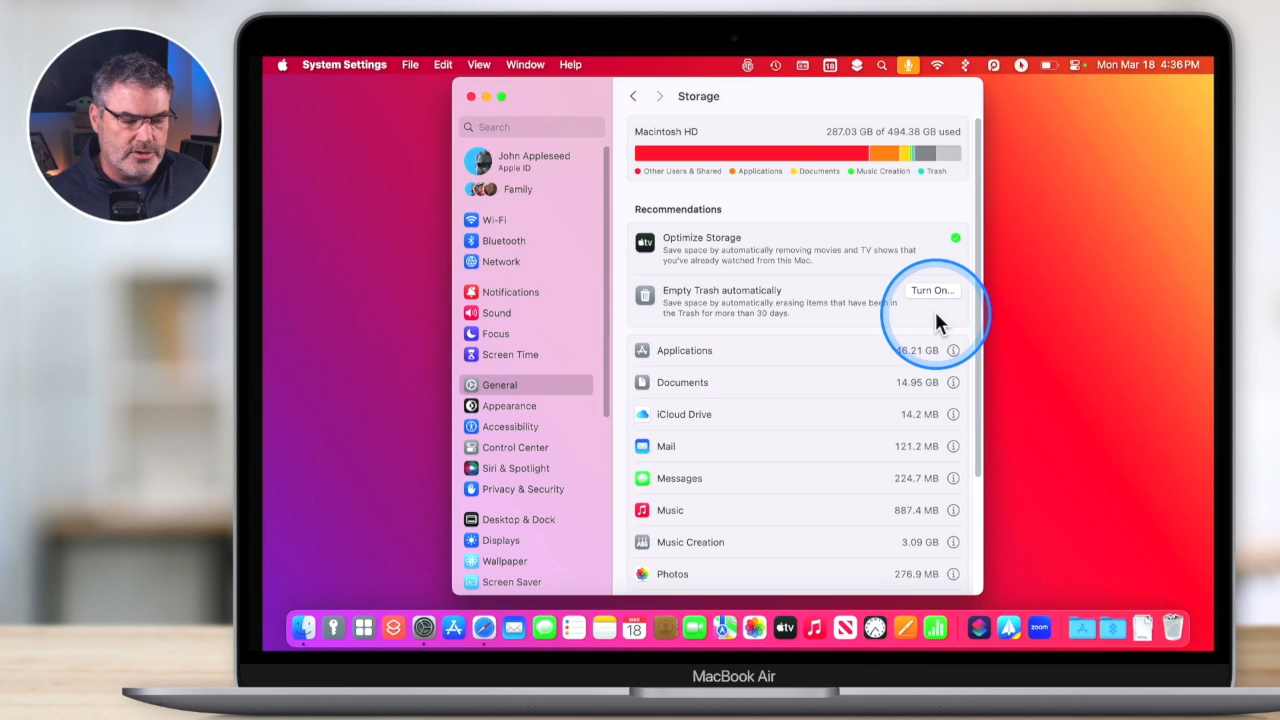 System Settings File Edit View Window Help 18 Mon Mar 18 4:36 PM
Storage
Search
John Appleseed
Apple ID
Family
Wi-Fi
Bluetooth
Network
Notifications
Sound
Focus
Screen Time
General
Appearance
Accessibility
Control Center
Siri & Spotlight
Privacy & Security
Desktop & Dock
Displays
Wallpaper
Screen Saver
Macintosh HD 287.03 GB of 494.38 GB used
Other Users & Shared Applications Documents Music Creation Trash
Recommendations
tv
Optimize Storage
Save space by automatically removing movies and TV shows that
you've already watched from this Mac.
Empty Trash automatically Turn On...
Save space by automatically erasing items that have been in
the Trash for more than 30 days.
Applications 46.21 GB
Documents 14.95 GB
iCloud Drive 14.2 MB
Mail 121.2 MB
Messages 224.7 MB
Music 887.4 MB
Music Creation 3.09 GB
Photos 276.9 MB
MAR
18
tv
zoom
MacBook Air